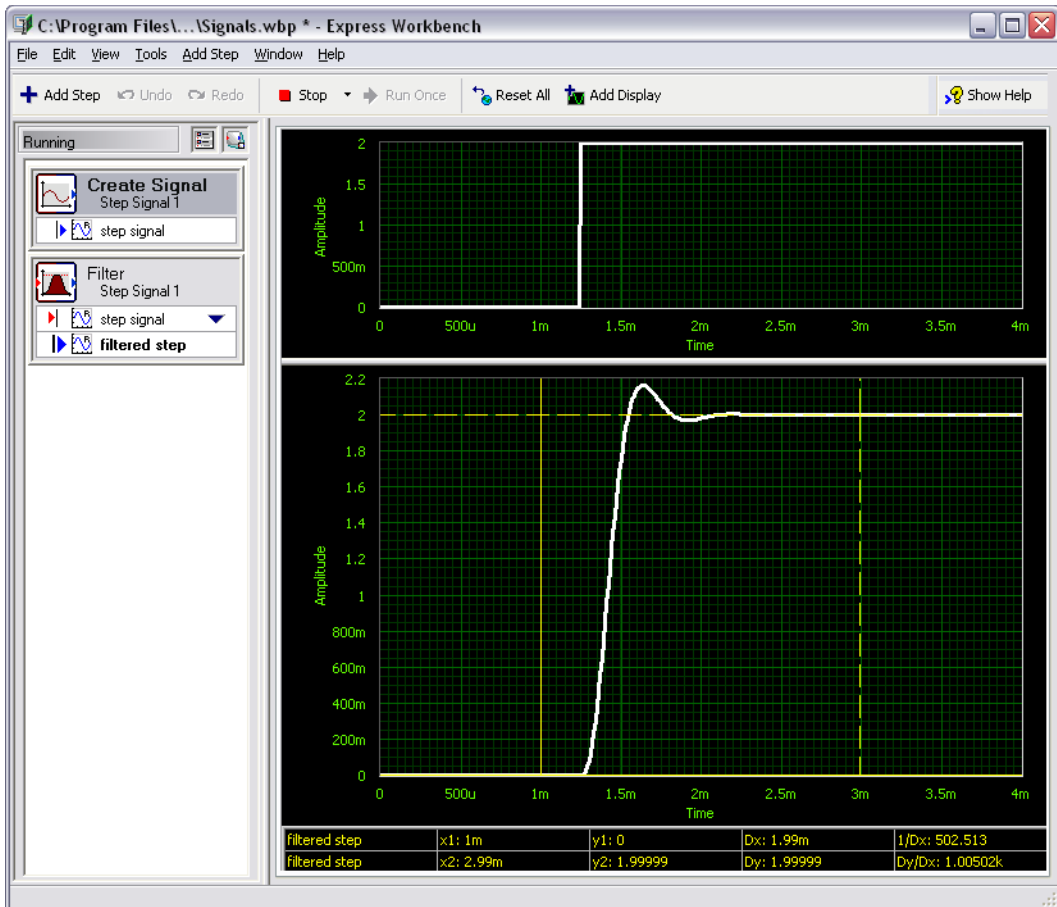 C:\Program Files\...\Signals.wbp * - Express Workbench
File Edit View Tools Add Step Window Help
Add Step Undo Redo Stop Run Once Reset All Add Display Show Help
Running
Create Signal
Step Signal 1
step signal
Filter
Step Signal 1
step signal
filtered step
Amplitude
2
1.5
1
500m
0
0 500u 1m 1.5m 2m 2.5m 3m 3.5m 4m
Time
Amplitude
2.2
2
1.8
1.6
1.4
1.2
1
800m
600m
400m
200m
0
0 500u 1m 1.5m 2m 2.5m 3m 3.5m 4m
Time
filtered step x1: 1m y1: 0 Dx: 1.99m 1/Dx: 502.513
filtered step x2: 2.99m y2: 1.99999 Dy: 1.99999 Dy/Dx: 1.00502k